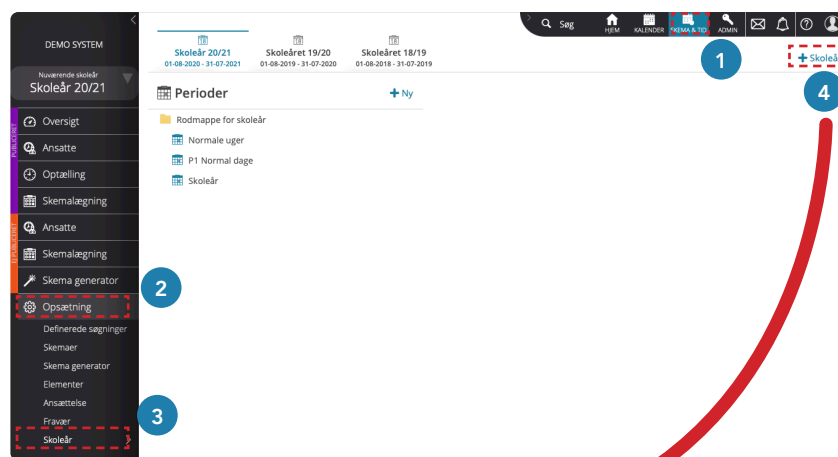 DEMO SYSTEM
Nuværende skoleår
Skoleår 20/21
PUBLICERET
Oversigt
Ansatte
Optælling
Skemalægning
EJ PUBLICERET
Ansatte
Skemalægning
Skema generator
Opsætning
2
Definerede søgninger
Skemaer
Skema generator
Elementer
Ansættelse
Fravær
Skoleår
3
Skoleår 20/21
01-08-2020 - 31-07-2021
Skoleåret 19/20
01-08-2019 - 31-07-2020
Skoleåret 18/19
01-08-2018 - 31-07-2019
Søg
HJEM
KALENDER
SKEMA & TID
ADMIN
1
+ Skoleå
4
Perioder
+ Ny
Rodmappe for skoleår
Normale uger
P1 Normal dage
Skoleår